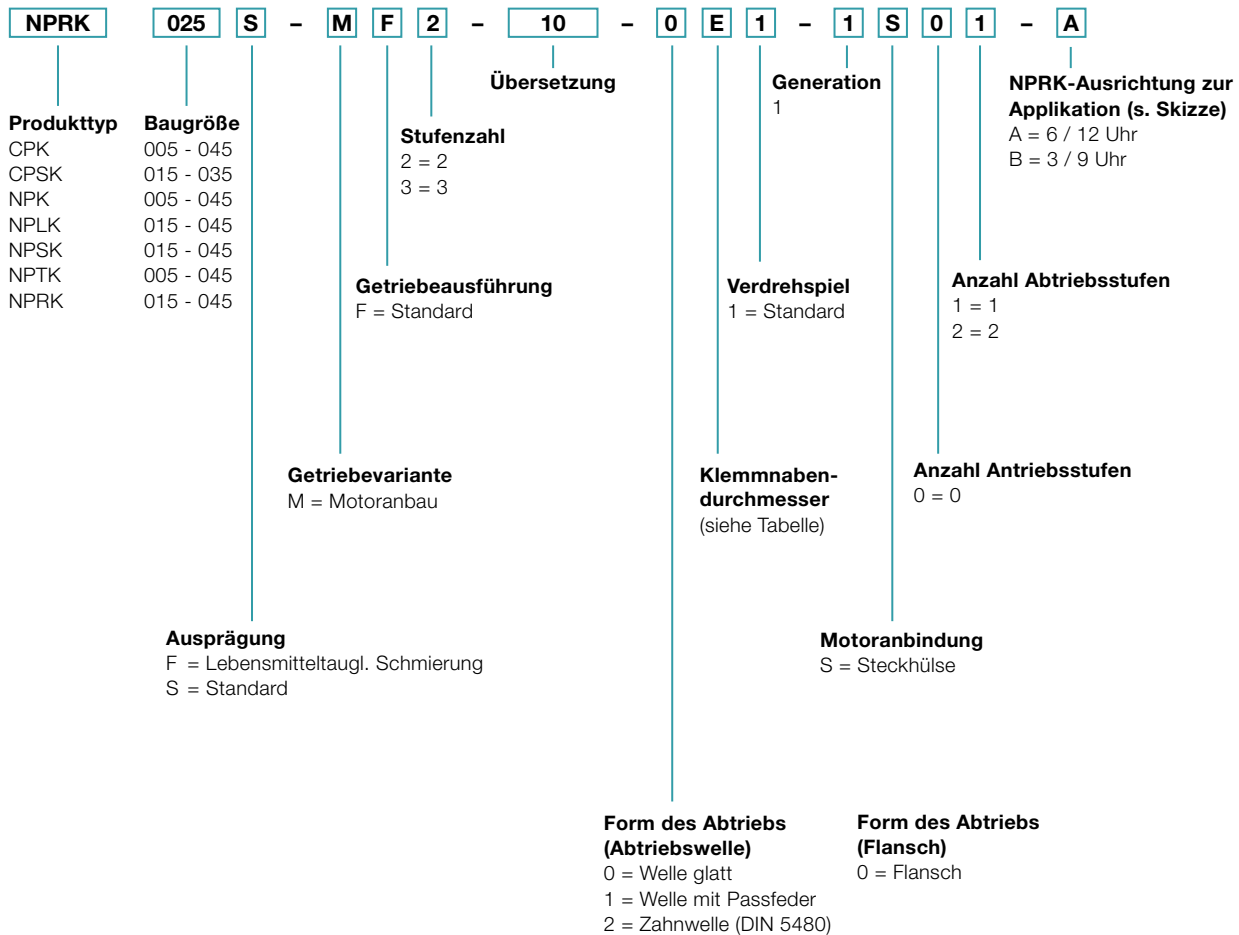 NPRK 025 S – M F 2 – 10 – 0 E 1 – 1 S 0 1 – A
Produkttyp
CPK
CPSK
NPK
NPLK
NPSK
NPTK
NPRK
Baugröße
005 - 045
015 - 035
005 - 045
015 - 045
015 - 045
005 - 045
015 - 045
Ausprägung
F = Lebensmitteltaugl. Schmierung
S = Standard
Getriebevariante
M = Motoranbau
Getriebeausführung
F = Standard
Stufenzahl
2 = 2
3 = 3
Übersetzung
Form des Abtriebs
(Abtriebswelle)
0 = Welle glatt
1 = Welle mit Passfeder
2 = Zahnwelle (DIN 5480)
Form des Abtriebs
(Flansch)
0 = Flansch
Klemmnaben-
durchmesser
(siehe Tabelle)
Verdrehspiel
1 = Standard
Generation
1
Motoranbindung
S = Steckhülse
Anzahl Antriebsstufen
0 = 0
Anzahl Abtriebsstufen
1 = 1
2 = 2
NPRK-Ausrichtung zur
Applikation (s. Skizze)
A = 6 / 12 Uhr
B = 3 / 9 Uhr